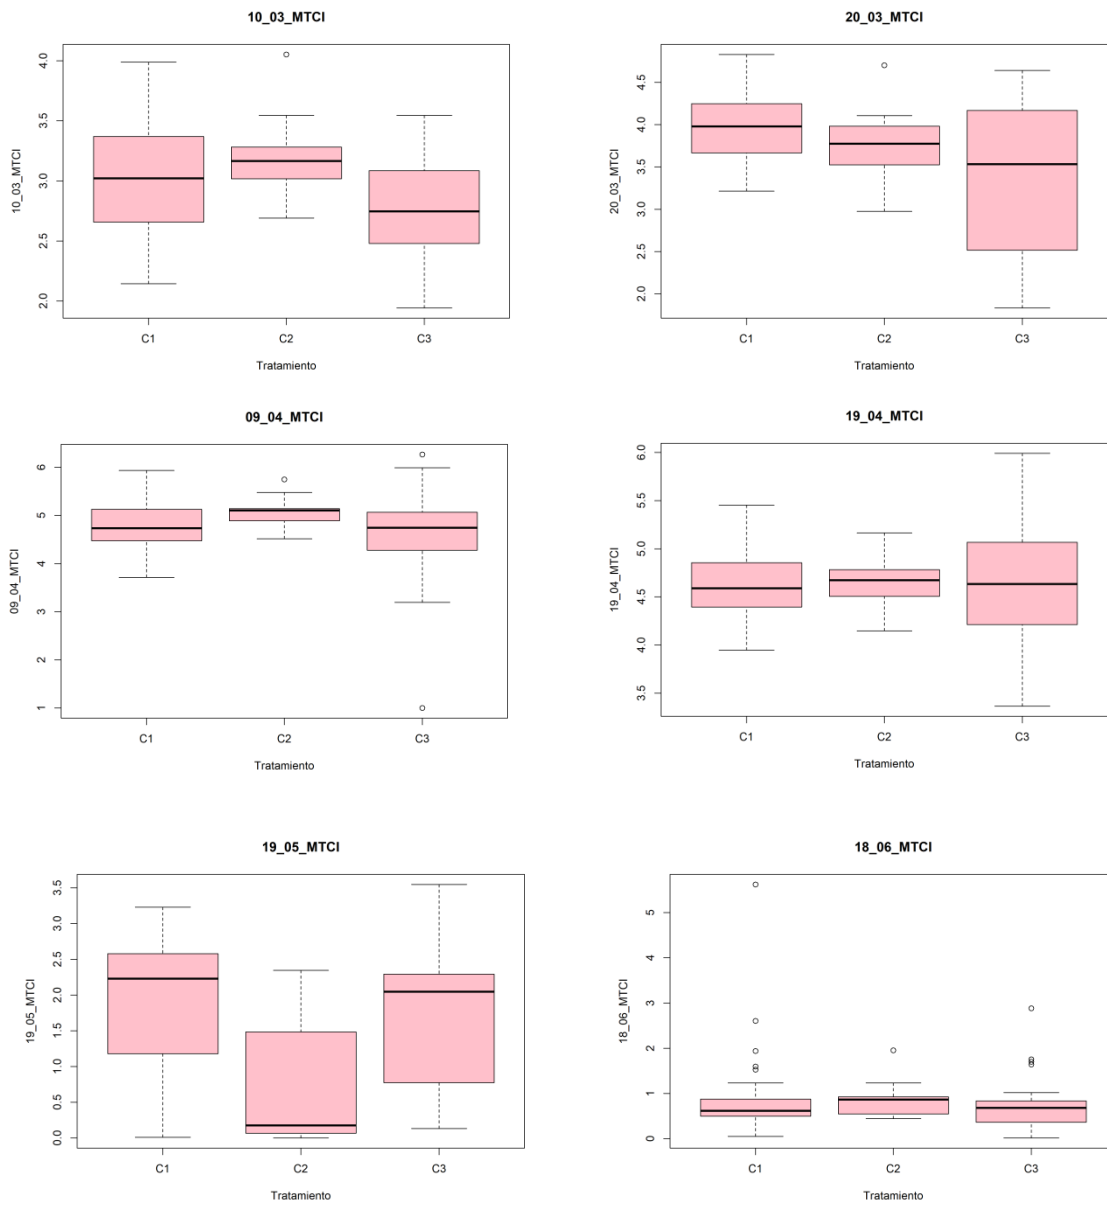 10_03_MTCI
10_03_MTCI
4.0
3.5
3.0
2.5
2.0
C1 C2 C3
Tratamiento
20_03_MTCI
20_03_MTCI
4.5
4.0
3.5
3.0
2.5
2.0
C1 C2 C3
Tratamiento
09_04_MTCI
09_04_MTCI
6
5
4
3
2
1
C1 C2 C3
Tratamiento
19_04_MTCI
19_04_MTCI
6.0
5.5
5.0
4.5
4.0
3.5
C1 C2 C3
Tratamiento
19_05_MTCI
19_05_MTCI
3.5
3.0
2.5
2.0
1.5
1.0
0.5
0.0
C1 C2 C3
Tratamiento
18_06_MTCI
18_06_MTCI
5
4
3
2
1
0
C1 C2 C3
Tratamiento